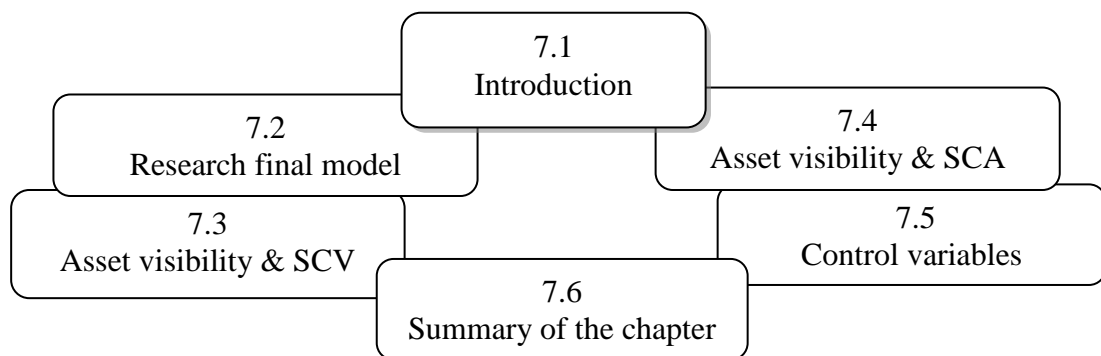 7.1
Introduction
7.2
Research final model
7.3
Asset visibility & SCV
7.4
Asset visibility & SCA
7.5
Control variables
7.6
Summary of the chapter